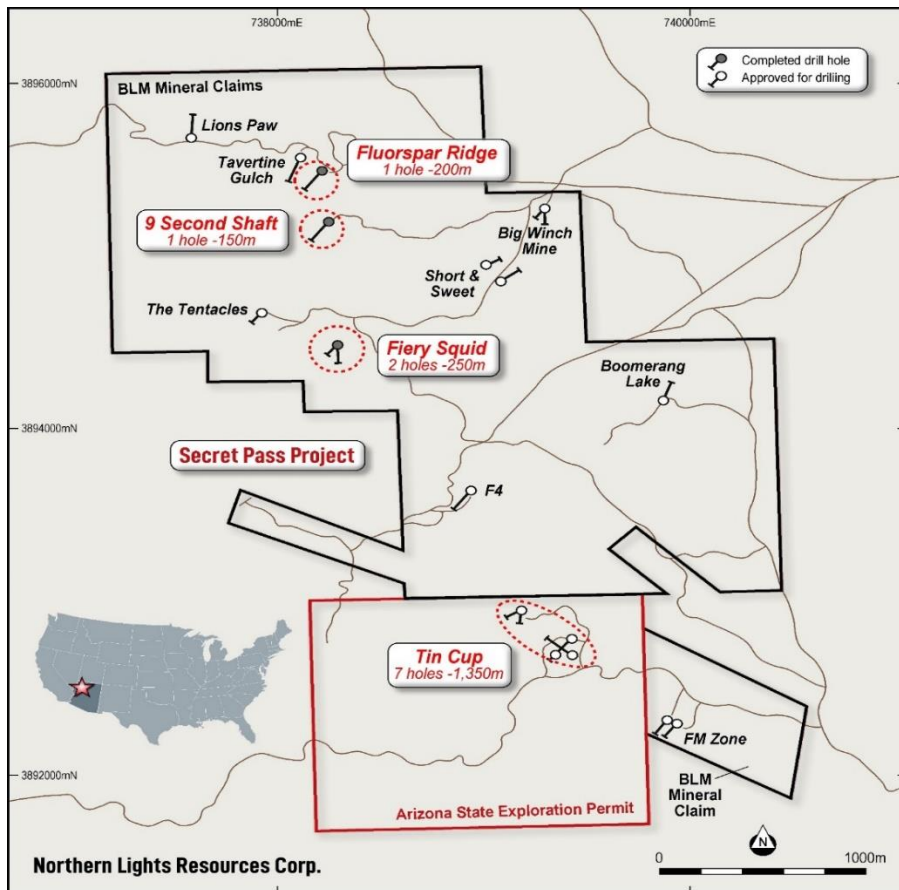 738000mE
740000mE
3896000mN
Completed drill hole
Approved for drilling
BLM Mineral Claims
Lions Paw
Fluorspar Ridge
1 hole -200m
Tavertine
Gulch
9 Second Shaft
1 hole -150m
Big Winch
Mine
Short &
Sweet
The Tentacles
Fiery Squid
2 holes -250m
Boomerang
Lake
3894000mN
Secret Pass Project
F4
Tin Cup
7 holes -1,350m
FM Zone
3892000mN
BLM
Mineral
Claim
Arizona State Exploration Permit
N
Northern Lights Resources Corp.
0
1000m